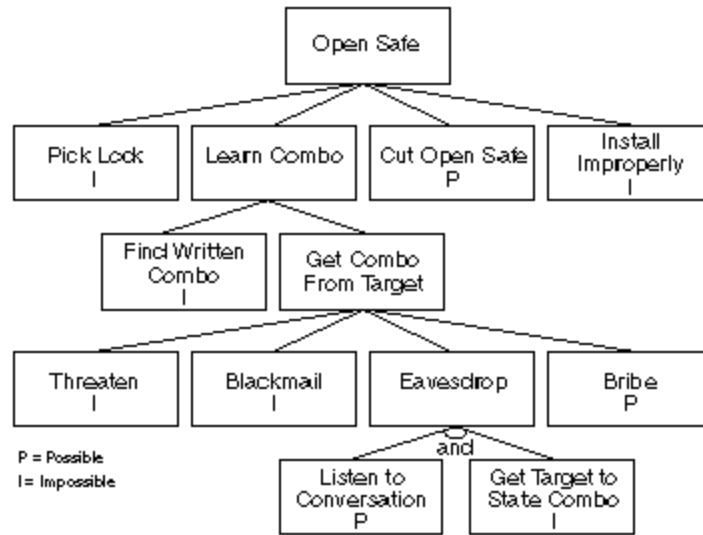 Open Safe
Pick Lock
I
Learn Combo
Cut Open Safe
P
Install
Improperly
I
Find Written
Combo
I
Get Combo
From Target
Threaten
I
Blackmail
I
Eavesdrop
Bribe
P
and
P = Possible
I = Impossible
Listen to
Conversation
P
Get Target to
State Combo
I